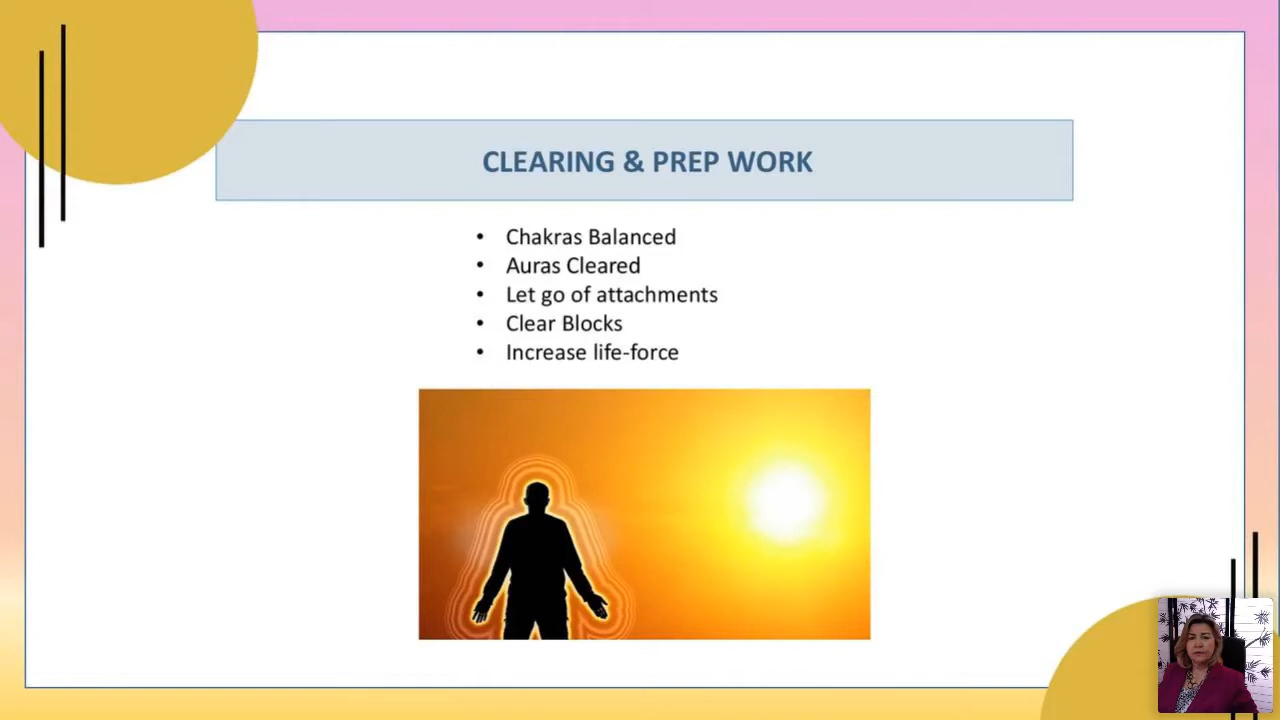 CLEARING & PREP WORK
• Chakras Balanced
• Auras Cleared
• Let go of attachments
• Clear Blocks
• Increase life-force